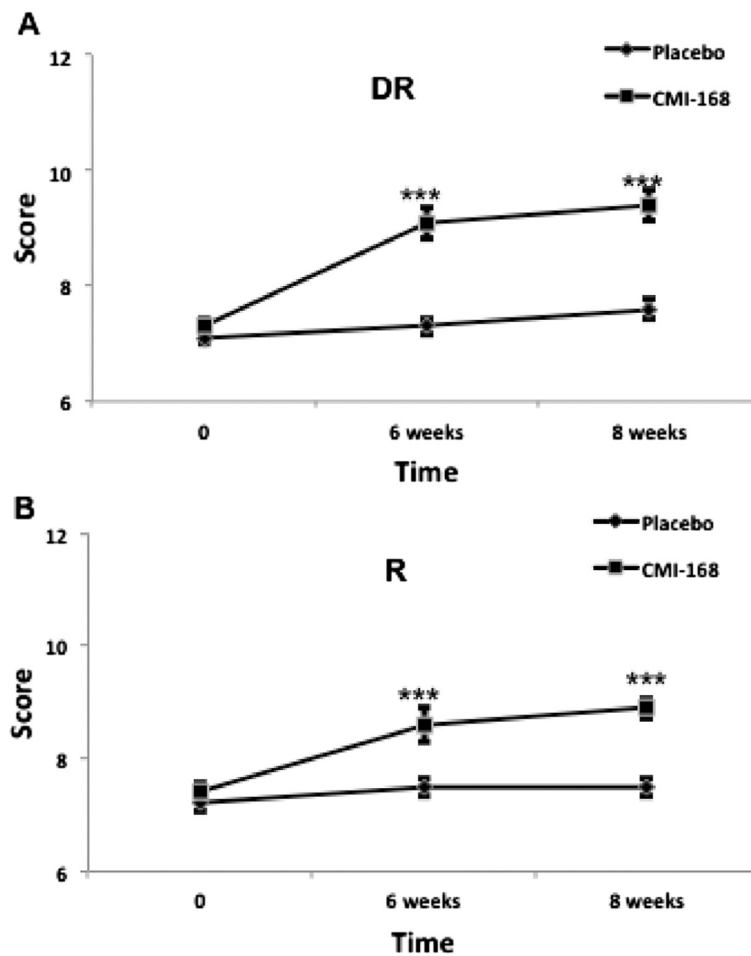 A
12
Placebo
DR
CMI-168
10
***
***
Score
8
6
0
6 weeks
8 weeks
Time
B
12
Placebo
R
CMI-168
10
***
***
Score
8
6
0
6 weeks
8 weeks
Time